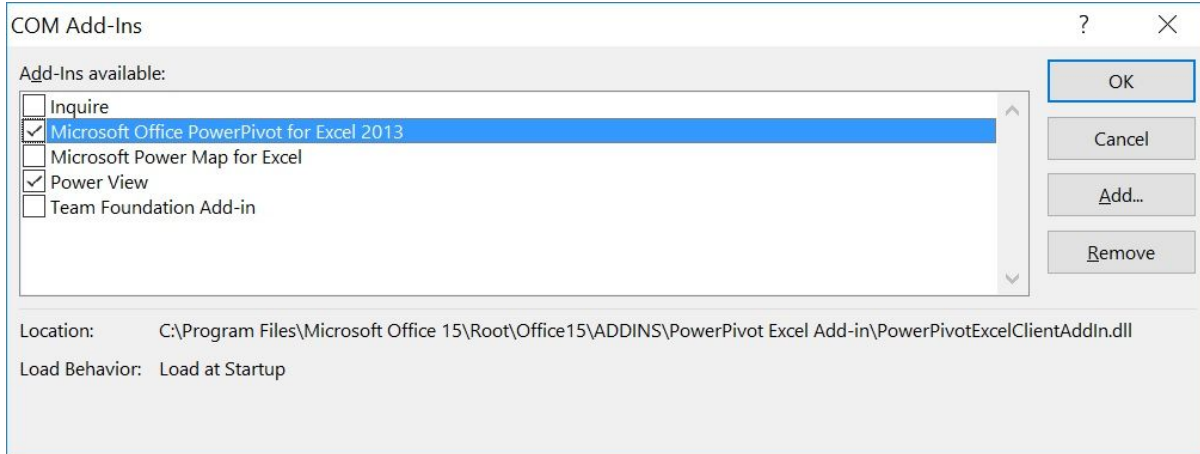 COM Add-Ins
?
Add-Ins available:
Inquire
Microsoft Office PowerPivot for Excel 2013
Microsoft Power Map for Excel
Power View
Team Foundation Add-in
OK
Cancel
Add...
Remove
Location: C:\Program Files\Microsoft Office 15\Root\Office15\ADDINS\PowerPivot Excel Add-in\PowerPivotExcelClientAddIn.dll
Load Behavior: Load at Startup